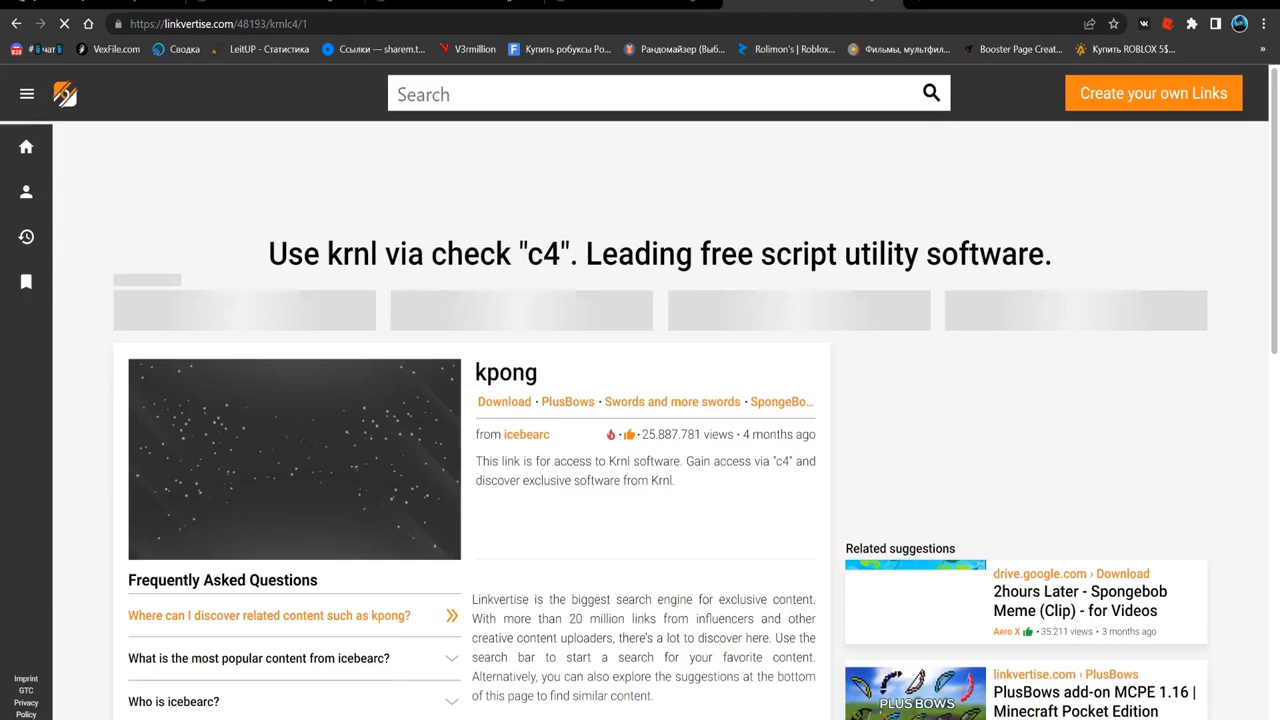 https://linkvertise.com/48193/krnlc4/1
VexFile.com
Сводка
LeitUP - Статистика
Ссылки — sharem.t...
V3rmillion
Купить робуксы Ро...
Рандомайзер (Выб...
Rolimon's | Roblox...
Фильмы, мультфил...
Booster Page Creat...
Купить ROBLOX 5$...
Search
Create your own Links
Use krnl via check "c4". Leading free script utility software.
kpong
Download · PlusBows · Swords and more swords · SpongeBo...
from icebearc
25.887.781 views · 4 months ago
This link is for access to Krnl software. Gain access via "c4" and
discover exclusive software from Krnl.
Frequently Asked Questions
Where can I discover related content such as kpong?
What is the most popular content from icebearc?
Who is icebearc?
Linkvertise is the biggest search engine for exclusive content.
With more than 20 million links from influencers and other
creative content uploaders, there's a lot to discover here. Use the
search bar to start a search for your favorite content.
Alternatively, you can also explore the suggestions at the bottom
of this page to find similar content.
Related suggestions
drive.google.com › Download
2hours Later - Spongebob
Meme (Clip) - for Videos
Aero X · 35.211 views · 3 months ago
linkvertise.com › PlusBows
PlusBows add-on MCPE 1.16 |
Minecraft Pocket Edition
PLUS BOWS
Imprint
GTC
Privacy
Policy